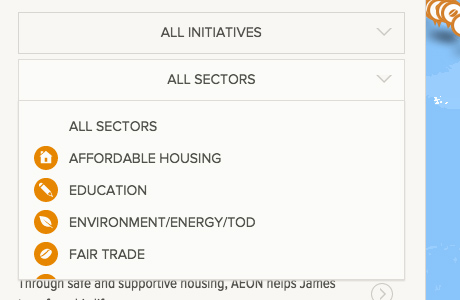 ALL INITIATIVES
ALL SECTORS
ALL SECTORS
AFFORDABLE HOUSING
EDUCATION
ENVIRONMENT/ENERGY/TOD
FAIR TRADE
Through safe and supportive housing, AEON helps James